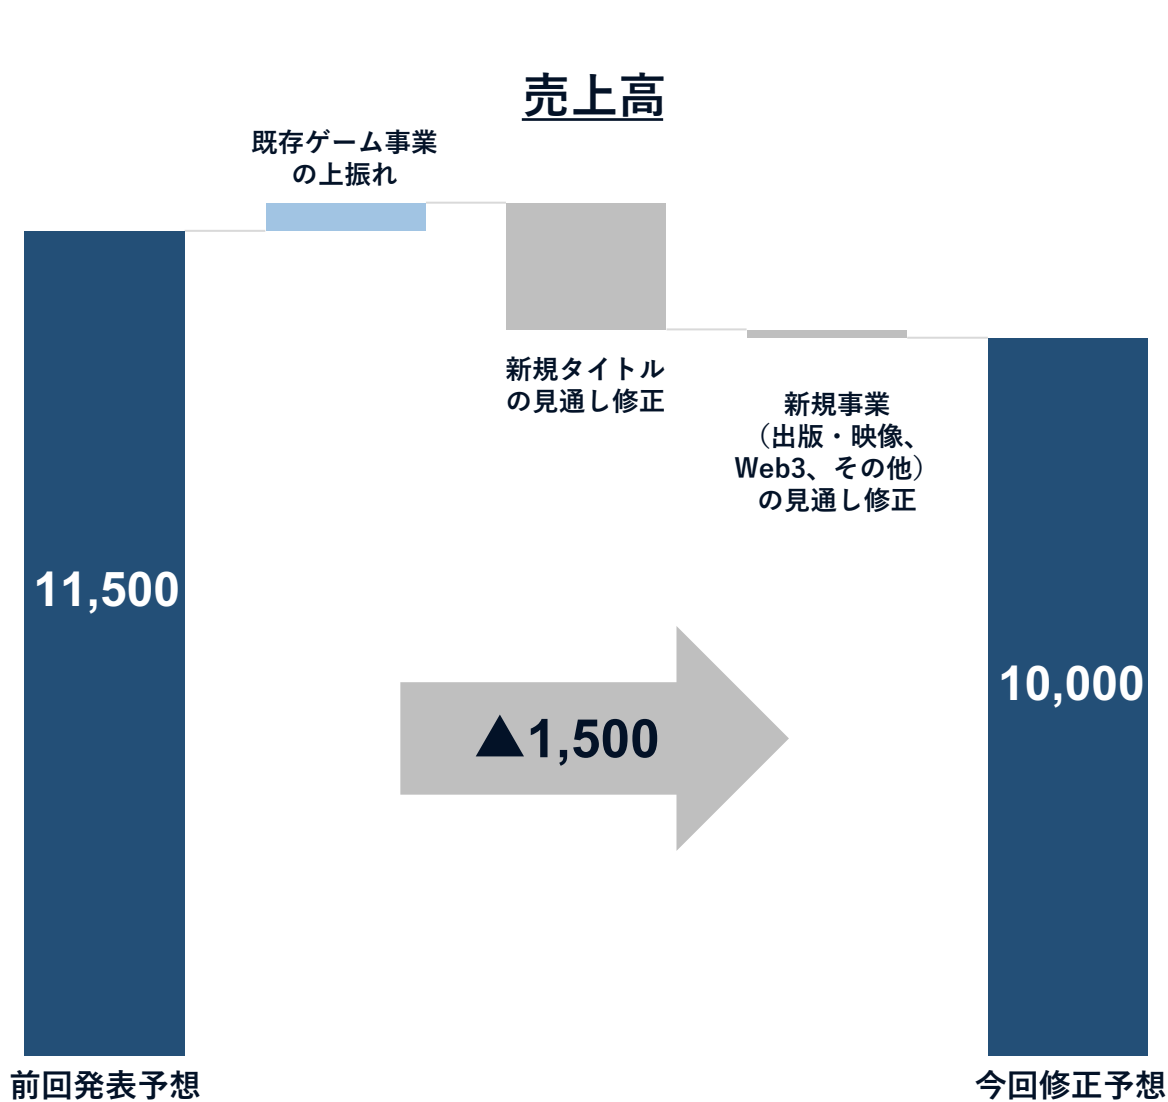 売上高
既存ゲーム事業
の上振れ
新規タイトル
の見通し修正
新規事業
（出版・映像、
Web3、その他）
の見通し修正
11,500
10,000
▲1,500
前回発表予想
今回修正予想